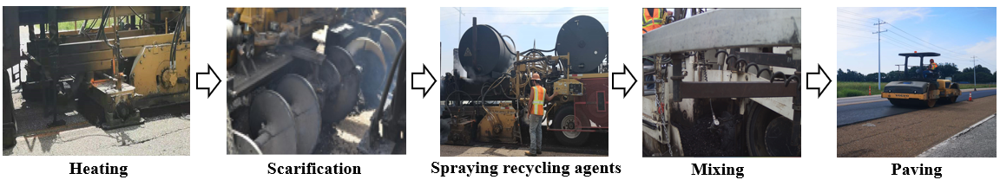 Heating
Scarification
Spraying recycling agents
Mixing
Paving